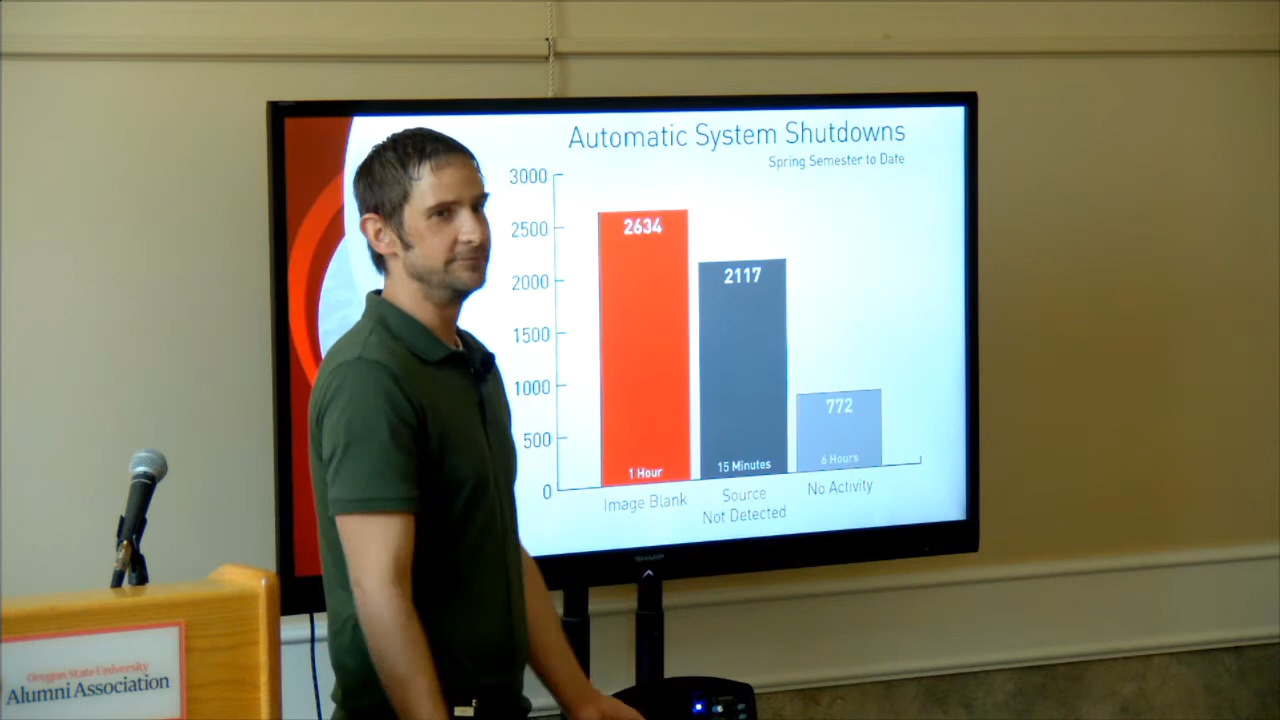 Automatic System Shutdowns
Spring Semester to Date
3000
2500
2000
1500
1000
500
0
2634
2117
772
1 Hour
15 Minutes
6 Hours
Image Blank
Source
Not Detected
No Activity
SHARP
Oregon State University
Alumni Association